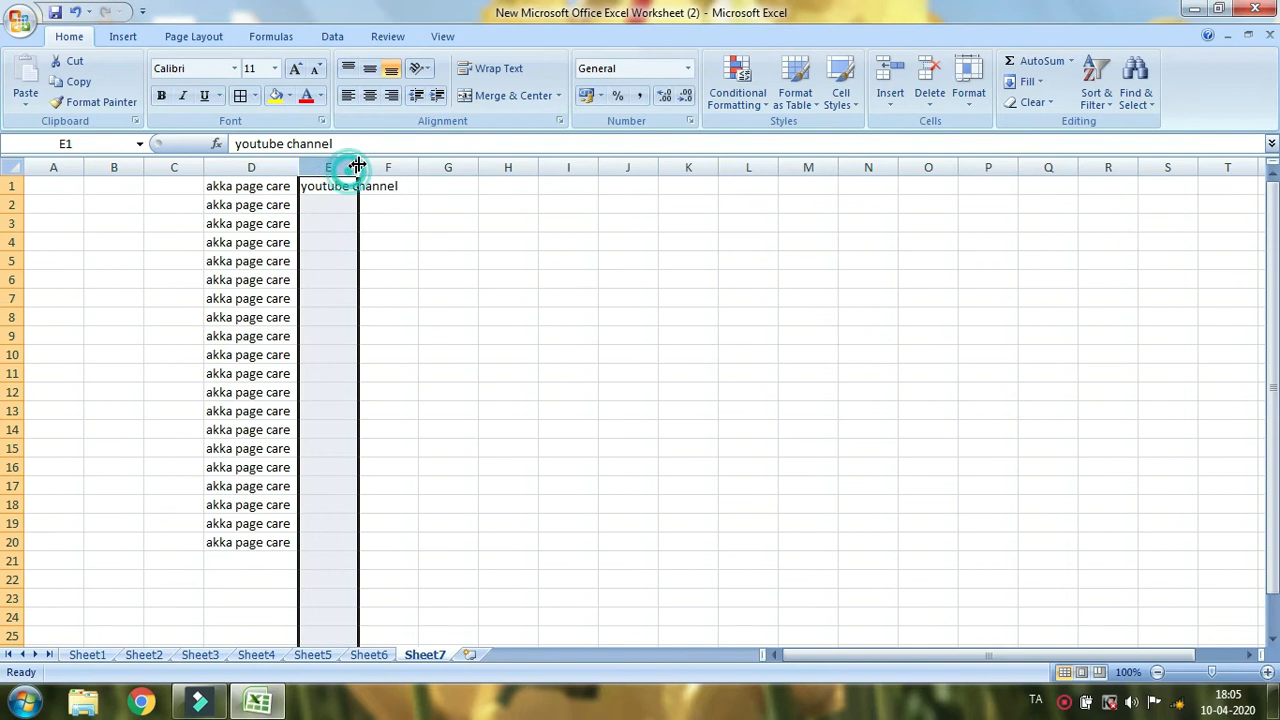 New Microsoft Office Excel Worksheet (2) - Microsoft Excel
Home Insert Page Layout Formulas Data Review View
Paste Cut Copy Format Painter Clipboard
Calibri 11 B I U A Font
Wrap Text Merge & Center Alignment
General % , Number
Conditional Formatting Format as Table Cell Styles Styles
Insert Delete Format Cells
AutoSum Fill Clear Sort & Filter Find & Select Editing
E1 fx youtube channel
A B C D E F G H I J K L M N O P Q R S T
1 akka page care youtube channel
2 akka page care
3 akka page care
4 akka page care
5 akka page care
6 akka page care
7 akka page care
8 akka page care
9 akka page care
10 akka page care
11 akka page care
12 akka page care
13 akka page care
14 akka page care
15 akka page care
16 akka page care
17 akka page care
18 akka page care
19 akka page care
20 akka page care
21
22
23
24
25
Sheet1 Sheet2 Sheet3 Sheet4 Sheet5 Sheet6 Sheet7
Ready 100%
TA 18:05
10-04-2020